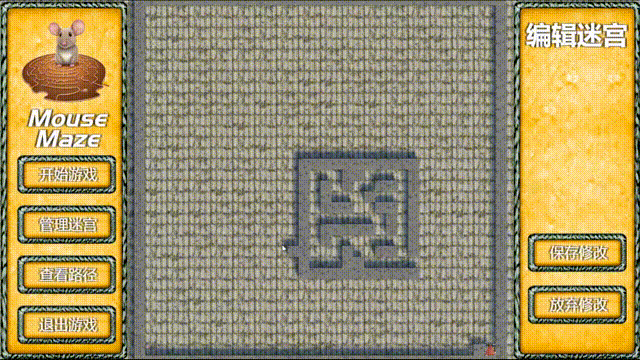 Mouse
Maze
开始游戏
管理迷宫
查看路径
退出游戏
编辑迷宫
保存修改
放弃修改